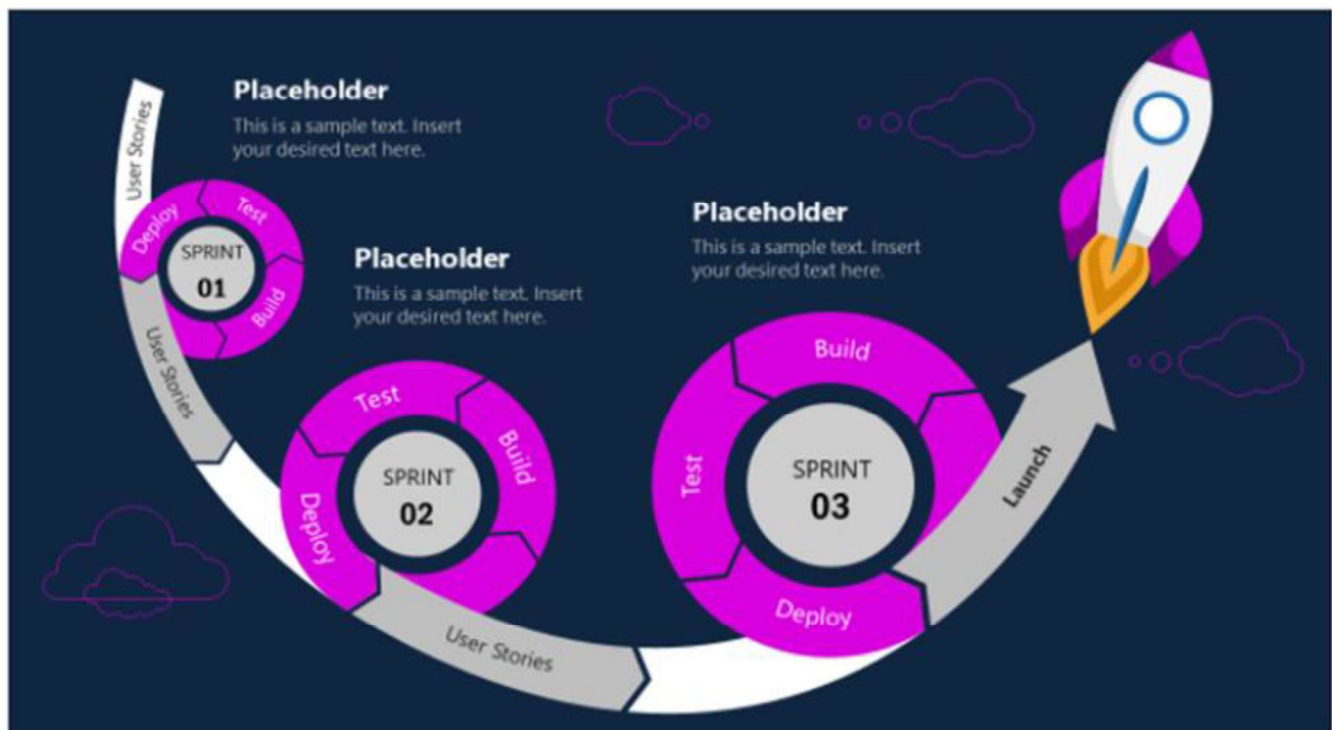 User Stories
Placeholder
This is a sample text. Insert
your desired text here.
Deploy
Test
SPRINT
01
Build
User Stories
Placeholder
This is a sample text. Insert
your desired text here.
Test
Build
SPRINT
02
Deploy
User Stories
Placeholder
This is a sample text. Insert
your desired text here.
Build
Test
SPRINT
03
Deploy
Launch